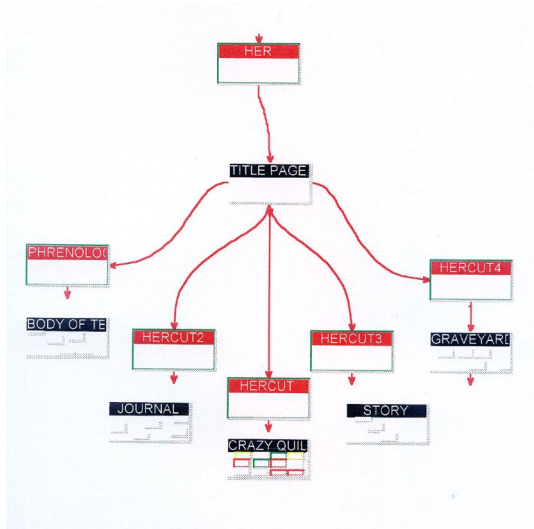 HER
TITLE PAGE
PHRENOLOG
HERCUT4
BODY OF TE
HERCUT2
HERCUT3
GRAVEYARD
HERCUT
JOURNAL
STORY
CRAZY QUIL